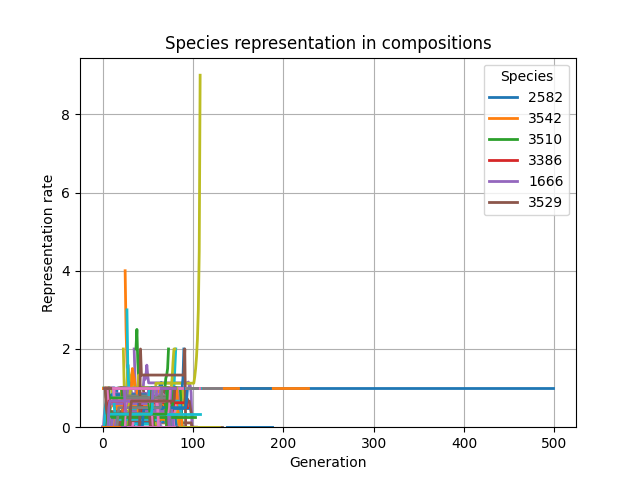 Species representation in compositions
Species
2582
3542
3510
3386
1666
3529
Representation rate
8
6
4
2
0
0 100 200 300 400 500
Generation